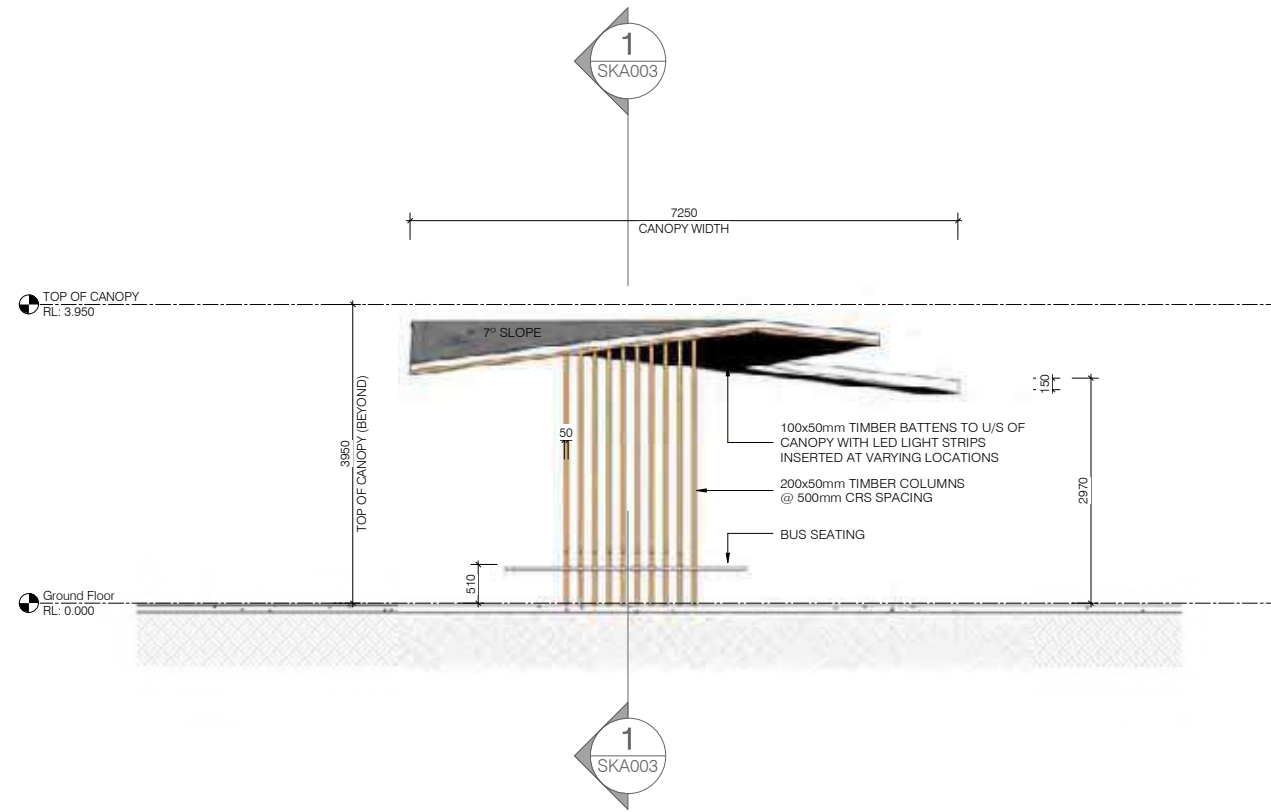 1
SKA003
7250
CANOPY WIDTH
TOP OF CANOPY
RL: 3.950
7º SLOPE
3950
TOP OF CANOPY (BEYOND)
150
50
100x50mm TIMBER BATTENS TO U/S OF
CANOPY WITH LED LIGHT STRIPS
INSERTED AT VARYING LOCATIONS
200x50mm TIMBER COLUMNS
@ 500mm CRS SPACING
2970
BUS SEATING
510
Ground Floor
RL: 0.000
1
SKA003